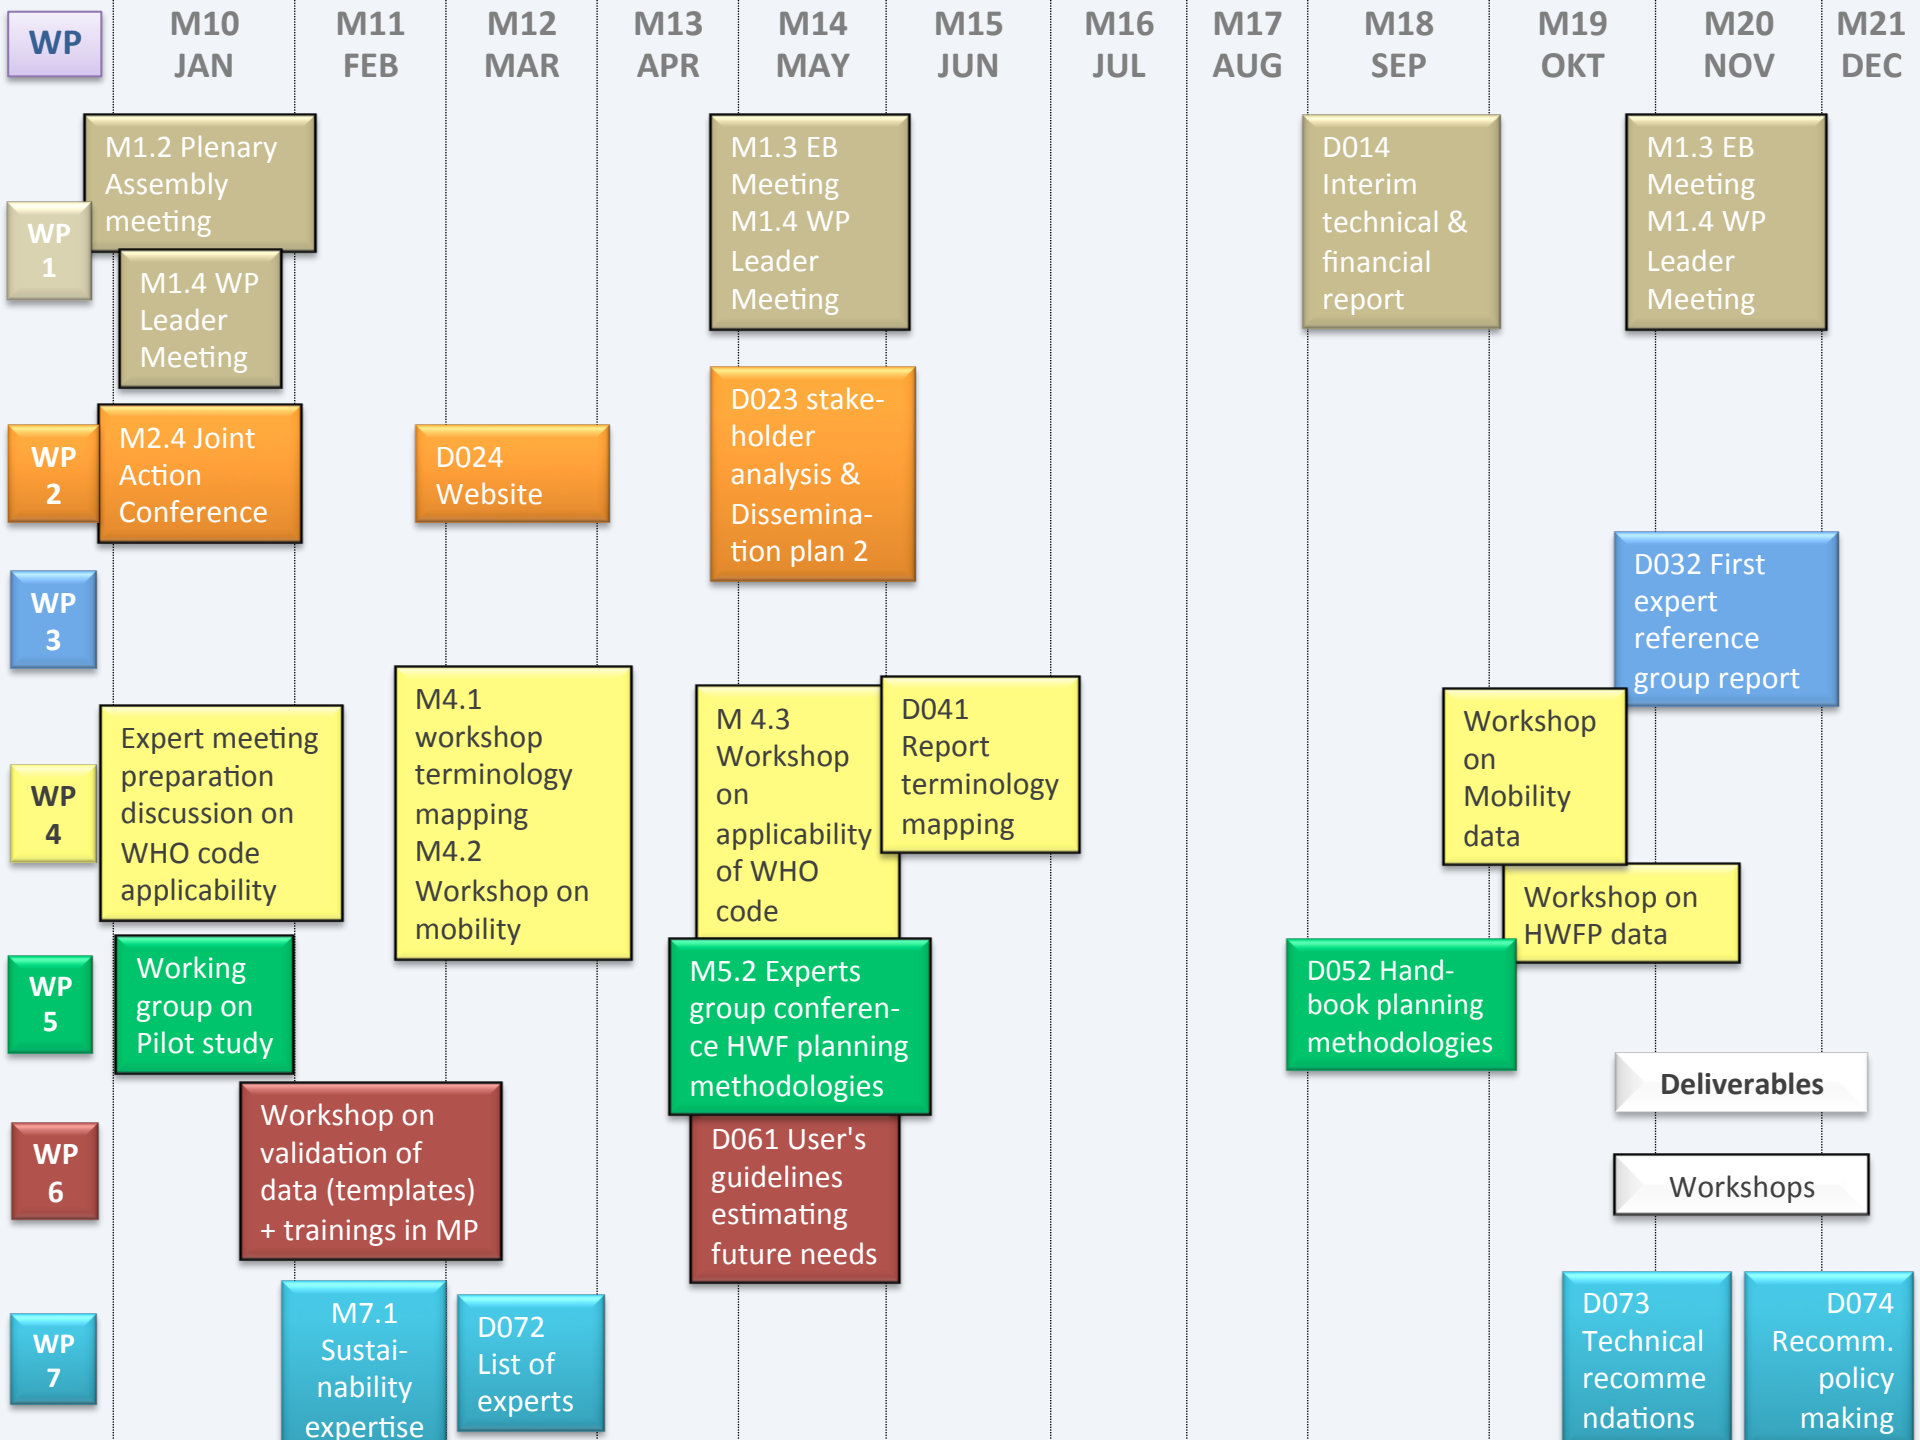 WP
M10
JAN
M11
FEB
M12
MAR
M13
APR
M14
MAY
M15
JUN
M16
JUL
M17
AUG
M18
SEP
M19
OKT
M20
NOV
M21
DEC
WP
1
M1.2 Plenary
Assembly
meeting
M1.4 WP
Leader
Meeting
M1.3 EB
Meeting
M1.4 WP
Leader
Meeting
D014
Interim
technical &
financial
report
M1.3 EB
Meeting
M1.4 WP
Leader
Meeting
WP
2
M2.4 Joint
Action
Conference
D024
Website
D023 stake-
holder
analysis &
Dissemina-
tion plan 2
WP
3
D032 First
expert
reference
group report
WP
4
Expert meeting
preparation
discussion on
WHO code
applicability
M4.1
workshop
terminology
mapping
M4.2
Workshop on
mobility
M 4.3
Workshop
on
applicability
of WHO
code
D041
Report
terminology
mapping
Workshop
on
Mobility
data
Workshop on
HWFP data
WP
5
Working
group on
Pilot study
M5.2 Experts
group conferen-
ce HWF planning
methodologies
D052 Hand-
book planning
methodologies
Deliverables
Workshops
WP
6
Workshop on
validation of
data (templates)
+ trainings in MP
D061 User's
guidelines
estimating
future needs
WP
7
M7.1
Sustai-
nability
expertise
D072
List of
experts
D073
Technical
recomme
ndations
D074
Recomm.
policy
making